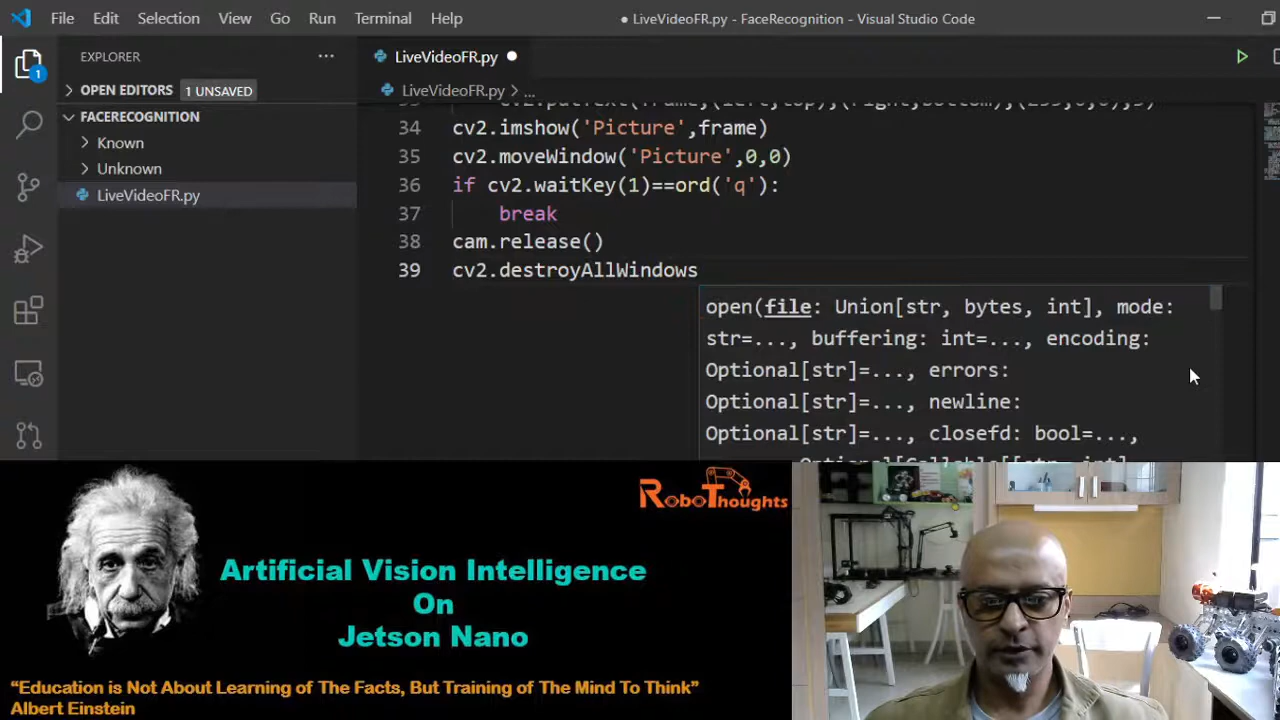 File Edit Selection View Go Run Terminal Help
● LiveVideoFR.py - FaceRecognition - Visual Studio Code
EXPLORER
LiveVideoFR.py
1
OPEN EDITORS 1 UNSAVED
LiveVideoFR.py > ...
FACERECOGNITION
Known
Unknown
LiveVideoFR.py
34 cv2.imshow('Picture',frame)
35 cv2.moveWindow('Picture',0,0)
36 if cv2.waitKey(1)==ord('q'):
37 break
38 cam.release()
39 cv2.destroyAllWindows
open(file: Union[str, bytes, int], mode:
str=..., buffering: int=..., encoding:
Optional[str]=..., errors:
Optional[str]=..., newline:
Optional[str]=..., closefd: bool=...,
RoboThoughts
Artificial Vision Intelligence
On
Jetson Nano
“Education is Not About Learning of The Facts, But Training of The Mind To Think”
Albert Einstein